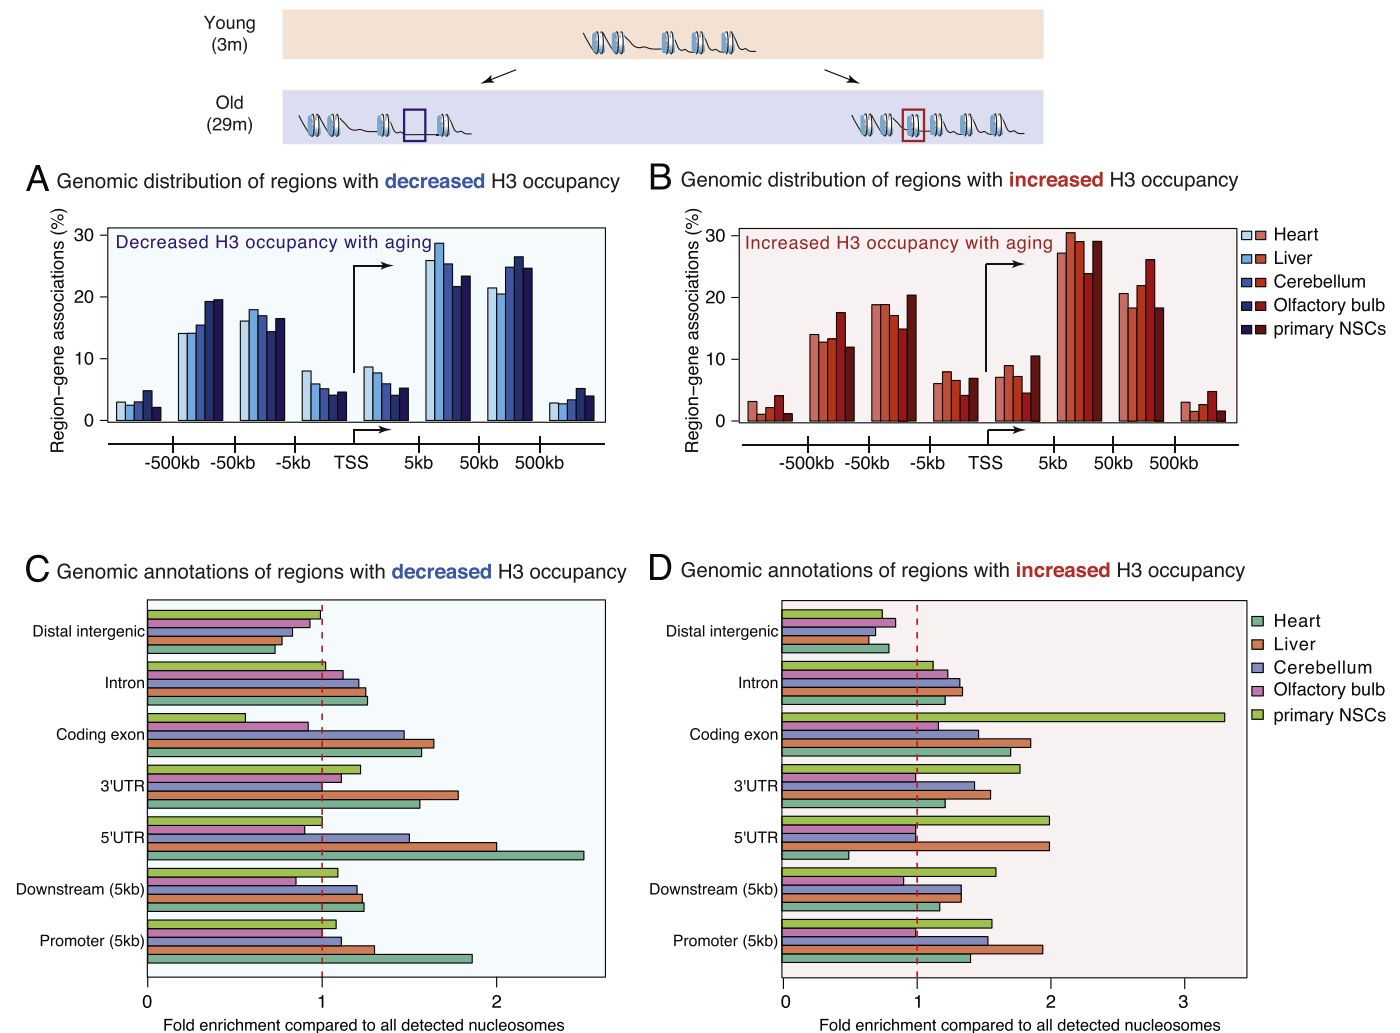 Young
(3m)
Old
(29m)
A Genomic distribution of regions with decreased H3 occupancy
Region–gene associations (%)
30
20
10
0
Decreased H3 occupancy with aging
-500kb -50kb -5kb TSS 5kb 50kb 500kb
B Genomic distribution of regions with increased H3 occupancy
Region–gene associations (%)
30
20
10
0
Increased H3 occupancy with aging
-500kb -50kb -5kb TSS 5kb 50kb 500kb
Heart
Liver
Cerebellum
Olfactory bulb
primary NSCs
C Genomic annotations of regions with decreased H3 occupancy
Distal intergenic
Intron
Coding exon
3'UTR
5'UTR
Downstream (5kb)
Promoter (5kb)
0 1 2
Fold enrichment compared to all detected nucleosomes
D Genomic annotations of regions with increased H3 occupancy
Distal intergenic
Intron
Coding exon
3'UTR
5'UTR
Downstream (5kb)
Promoter (5kb)
0 1 2 3
Fold enrichment compared to all detected nucleosomes
Heart
Liver
Cerebellum
Olfactory bulb
primary NSCs